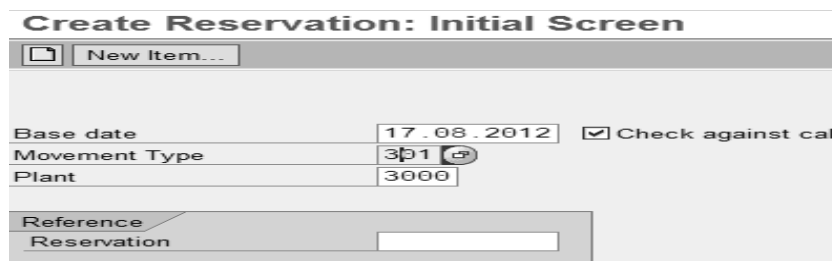 Create Reservation: Initial Screen
New Item...
Base date 17.08.2012 Check against cal
Movement Type 301
Plant 3000
Reference
Reservation